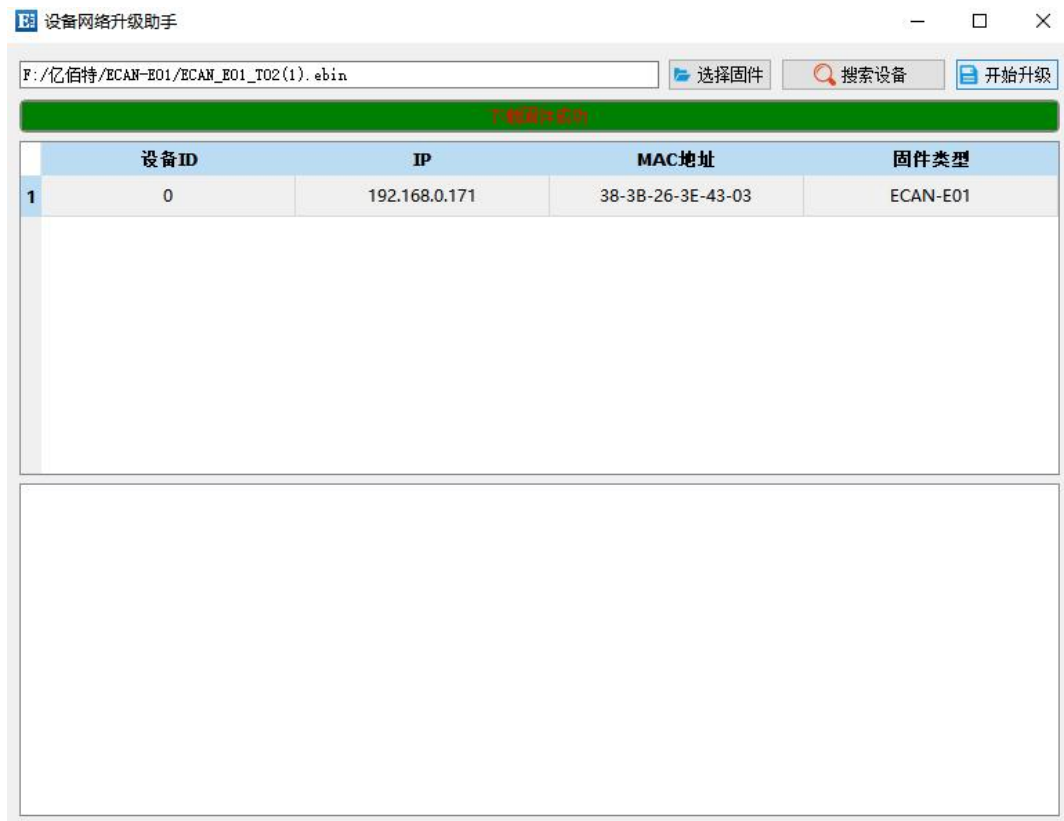 设备网络升级助手
F:/亿佰特/ECAN-E01/ECAN_E01_T02(1).ebin 选择固件 搜索设备 开始升级
下载固件成功
设备ID IP MAC地址 固件类型
1 0 192.168.0.171 38-3B-26-3E-43-03 ECAN-E01